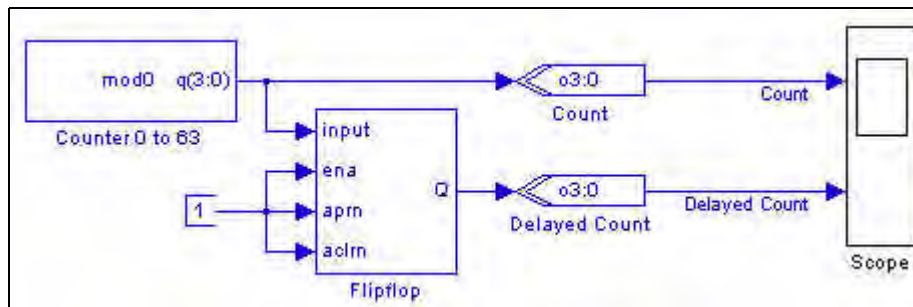 mod0 q(3:0)
Counter 0 to 63
o3:0
Count
Count
input
ena
aprn
aclrn
Q
Flipflop
1
o3:0
Delayed Count
Delayed Count
Scope